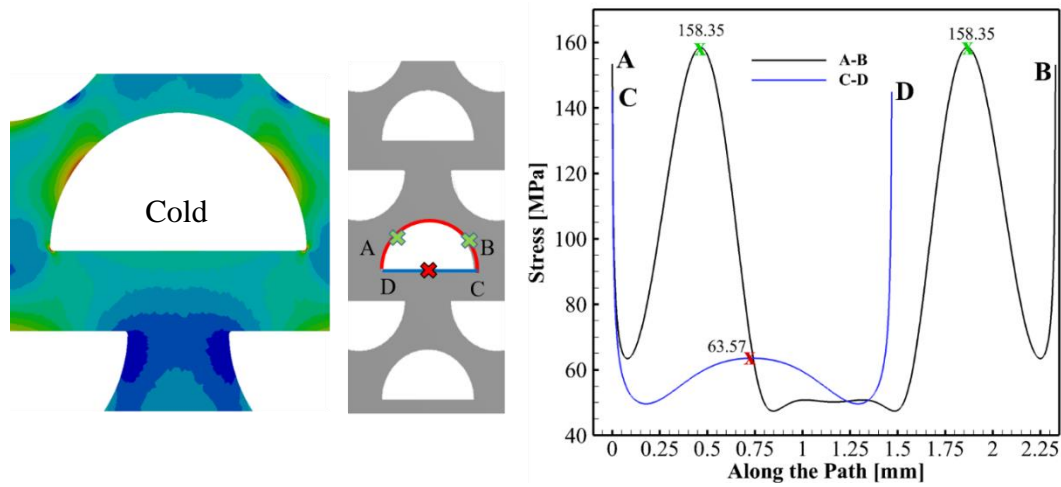 Cold
A
B
D
C
158.35
158.35
160
140
120
100
80
60
40
Stress [MPa]
A
C
A-B
C-D
D
B
63.57
X
X
X
0
0.25
0.5
0.75
1
1.25
1.5
1.75
2
2.25
Along the Path [mm]